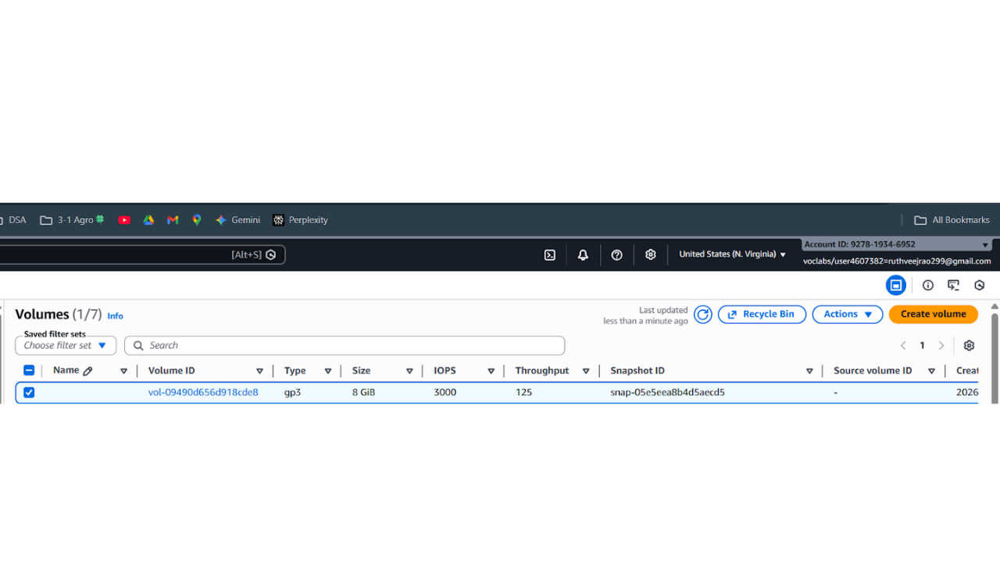 DSA 3-1 Agro Gemini Perplexity All Bookmarks
[Alt+S] United States (N. Virginia) Account ID: 9278-1934-6952
voclabs/user4607382=ruthveejrao299@gmail.com
Volumes (1/7) Info Last updated less than a minute ago Recycle Bin Actions Create volume
Saved filter sets
Choose filter set Search 1
Name Volume ID Type Size IOPS Throughput Snapshot ID Source volume ID Creat
vol-09490d656d918cde8 gp3 8 GiB 3000 125 snap-05e5eea8b4d5aecd5 - 2026